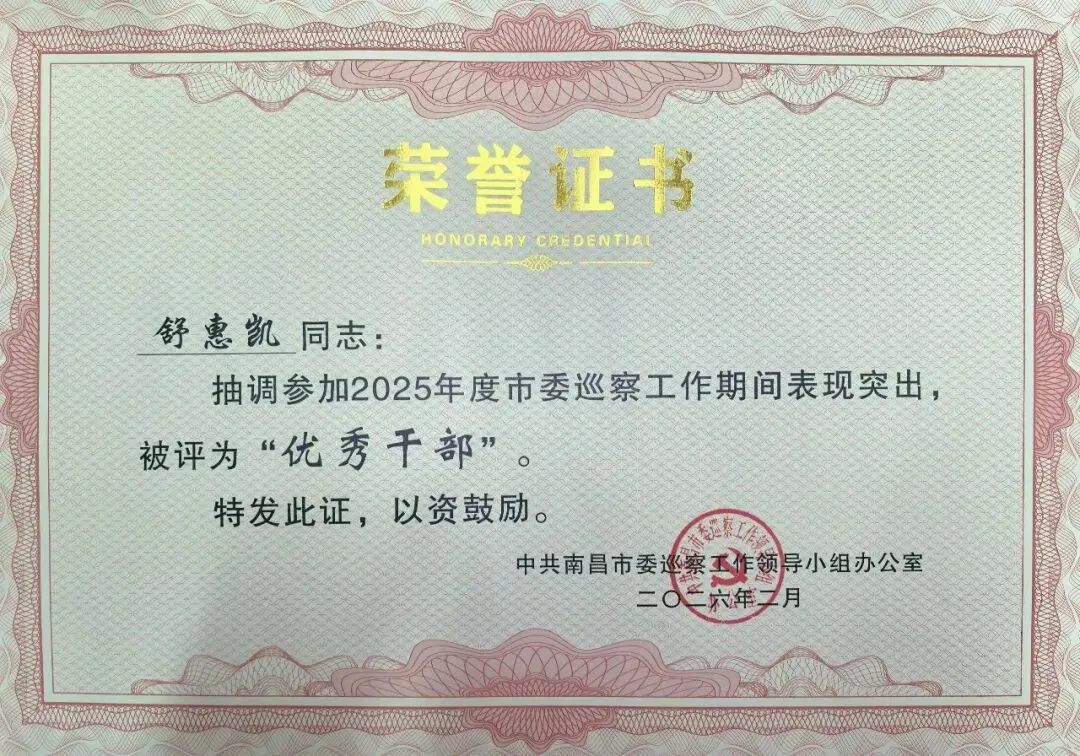 荣誉证书
HONORARY CREDENTIAL
舒惠凯 同志：
抽调参加2025年度市委巡察工作期间表现突出，
被评为“优秀干部”。
特发此证，以资鼓励。
中共南昌市委巡察工作领导小组办公室
二〇二六年二月